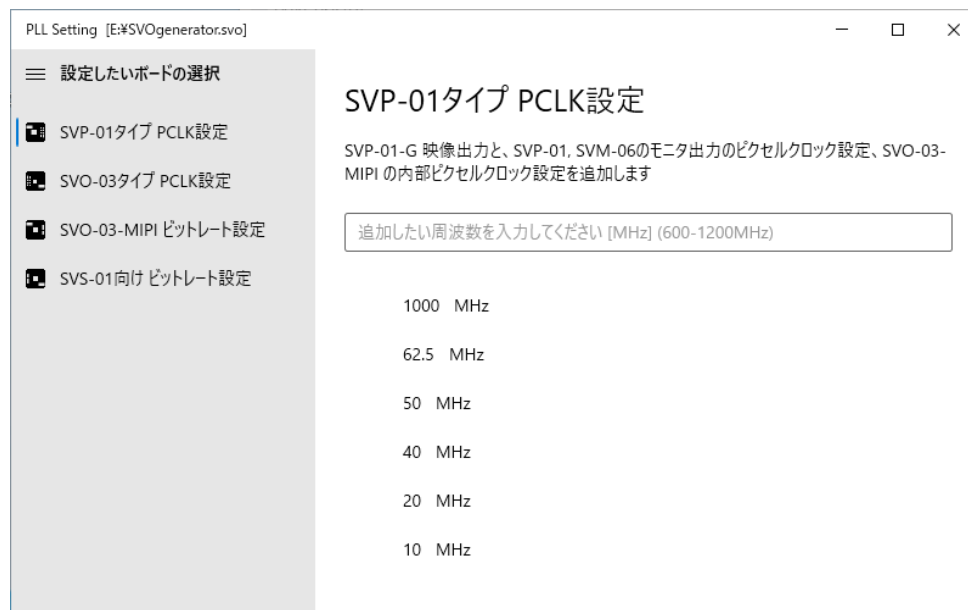 PLL Setting [E:¥SVOgenerator.svo]
設定したいボードの選択
SVP-01タイプ PCLK設定
SVO-03タイプ PCLK設定
SVO-03-MIPI ビットレート設定
SVS-01向け ビットレート設定
SVP-01タイプ PCLK設定
SVP-01-G 映像出力と、SVP-01, SVM-06のモニタ出力のピクセルクロック設定、SVO-03-
MIPI の内部ピクセルクロック設定を追加します
追加したい周波数を入力してください [MHz] (600-1200MHz)
1000 MHz
62.5 MHz
50 MHz
40 MHz
20 MHz
10 MHz